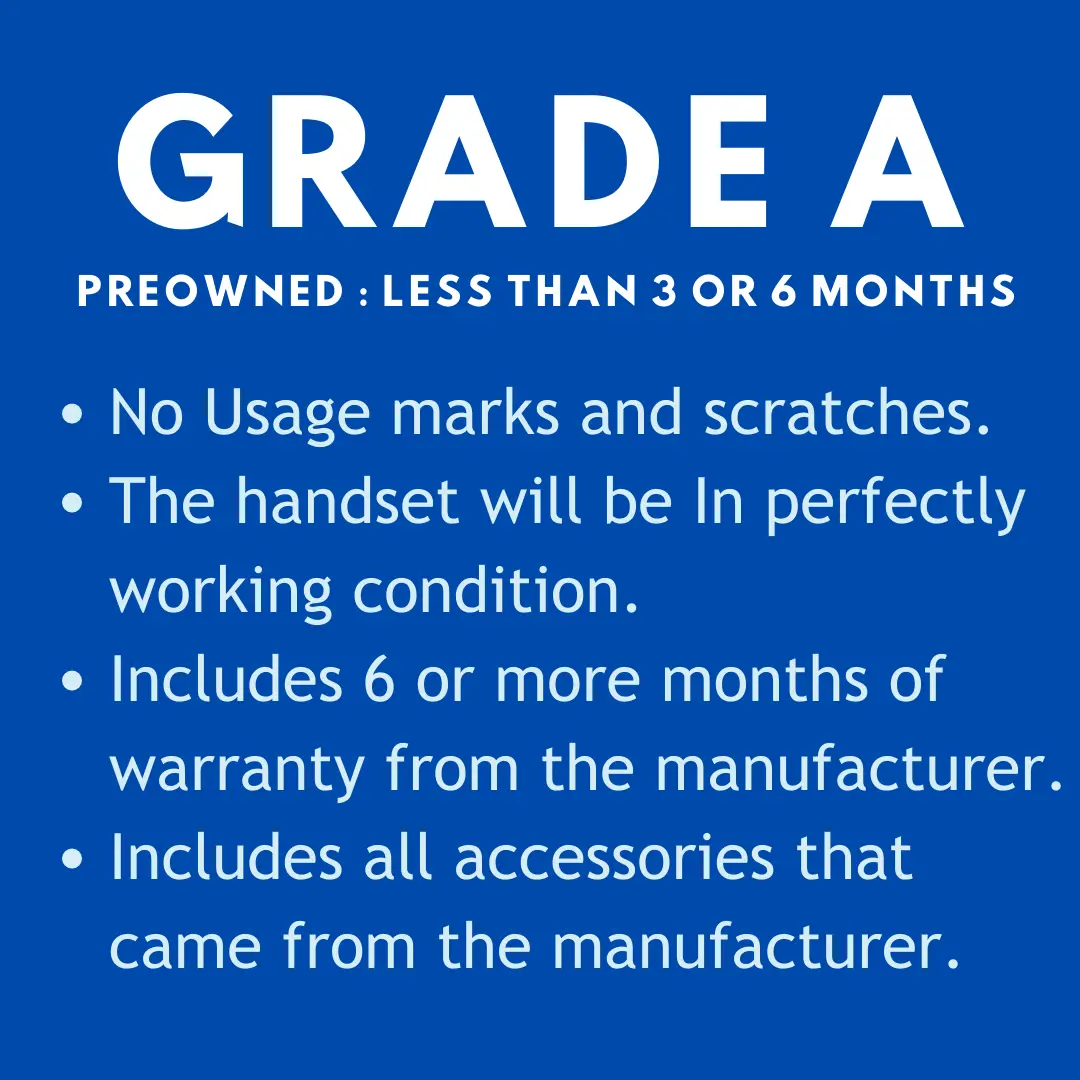 GRADE A
PREOWNED : LESS THAN 3 OR 6 MONTHS
• No Usage marks and scratches.
• The handset will be In perfectly
working condition.
• Includes 6 or more months of
warranty from the manufacturer.
• Includes all accessories that
came from the manufacturer.